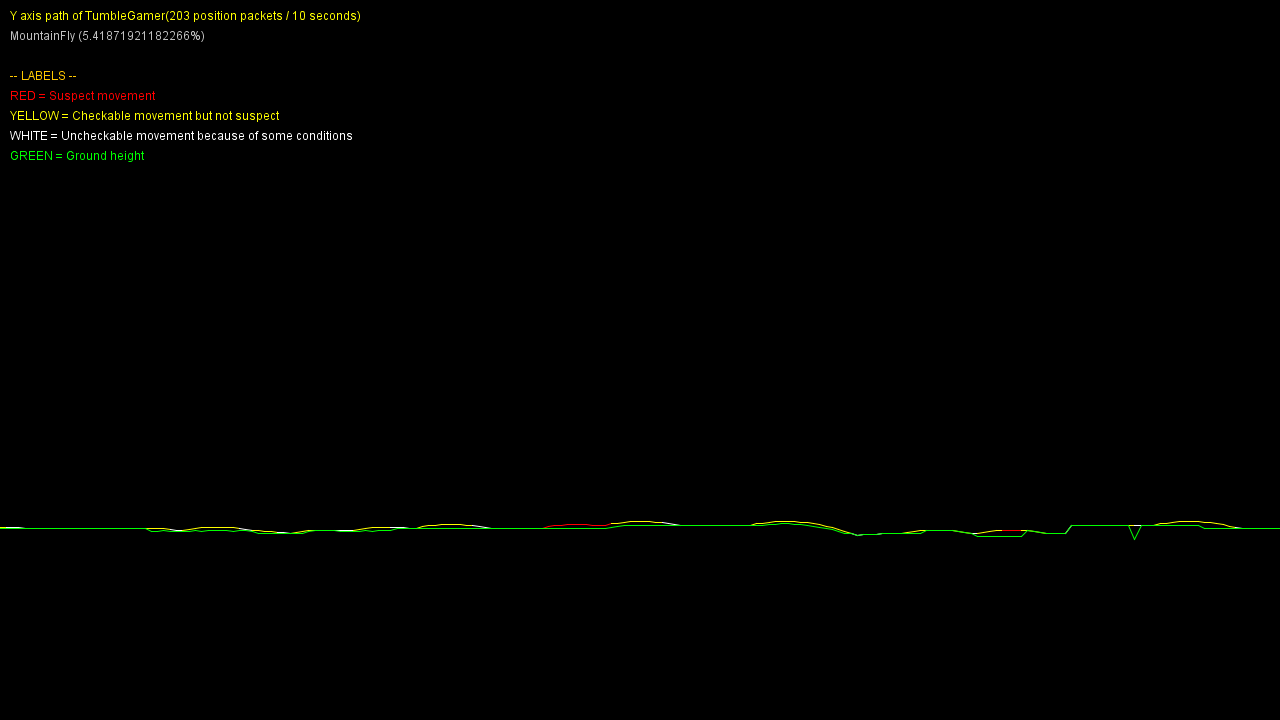 Y axis path of TumbleGamer(203 position packets / 10 seconds)
MountainFly (5.41871921182266%)
-- LABELS --
RED = Suspect movement
YELLOW = Checkable movement but not suspect
WHITE = Uncheckable movement because of some conditions
GREEN = Ground height